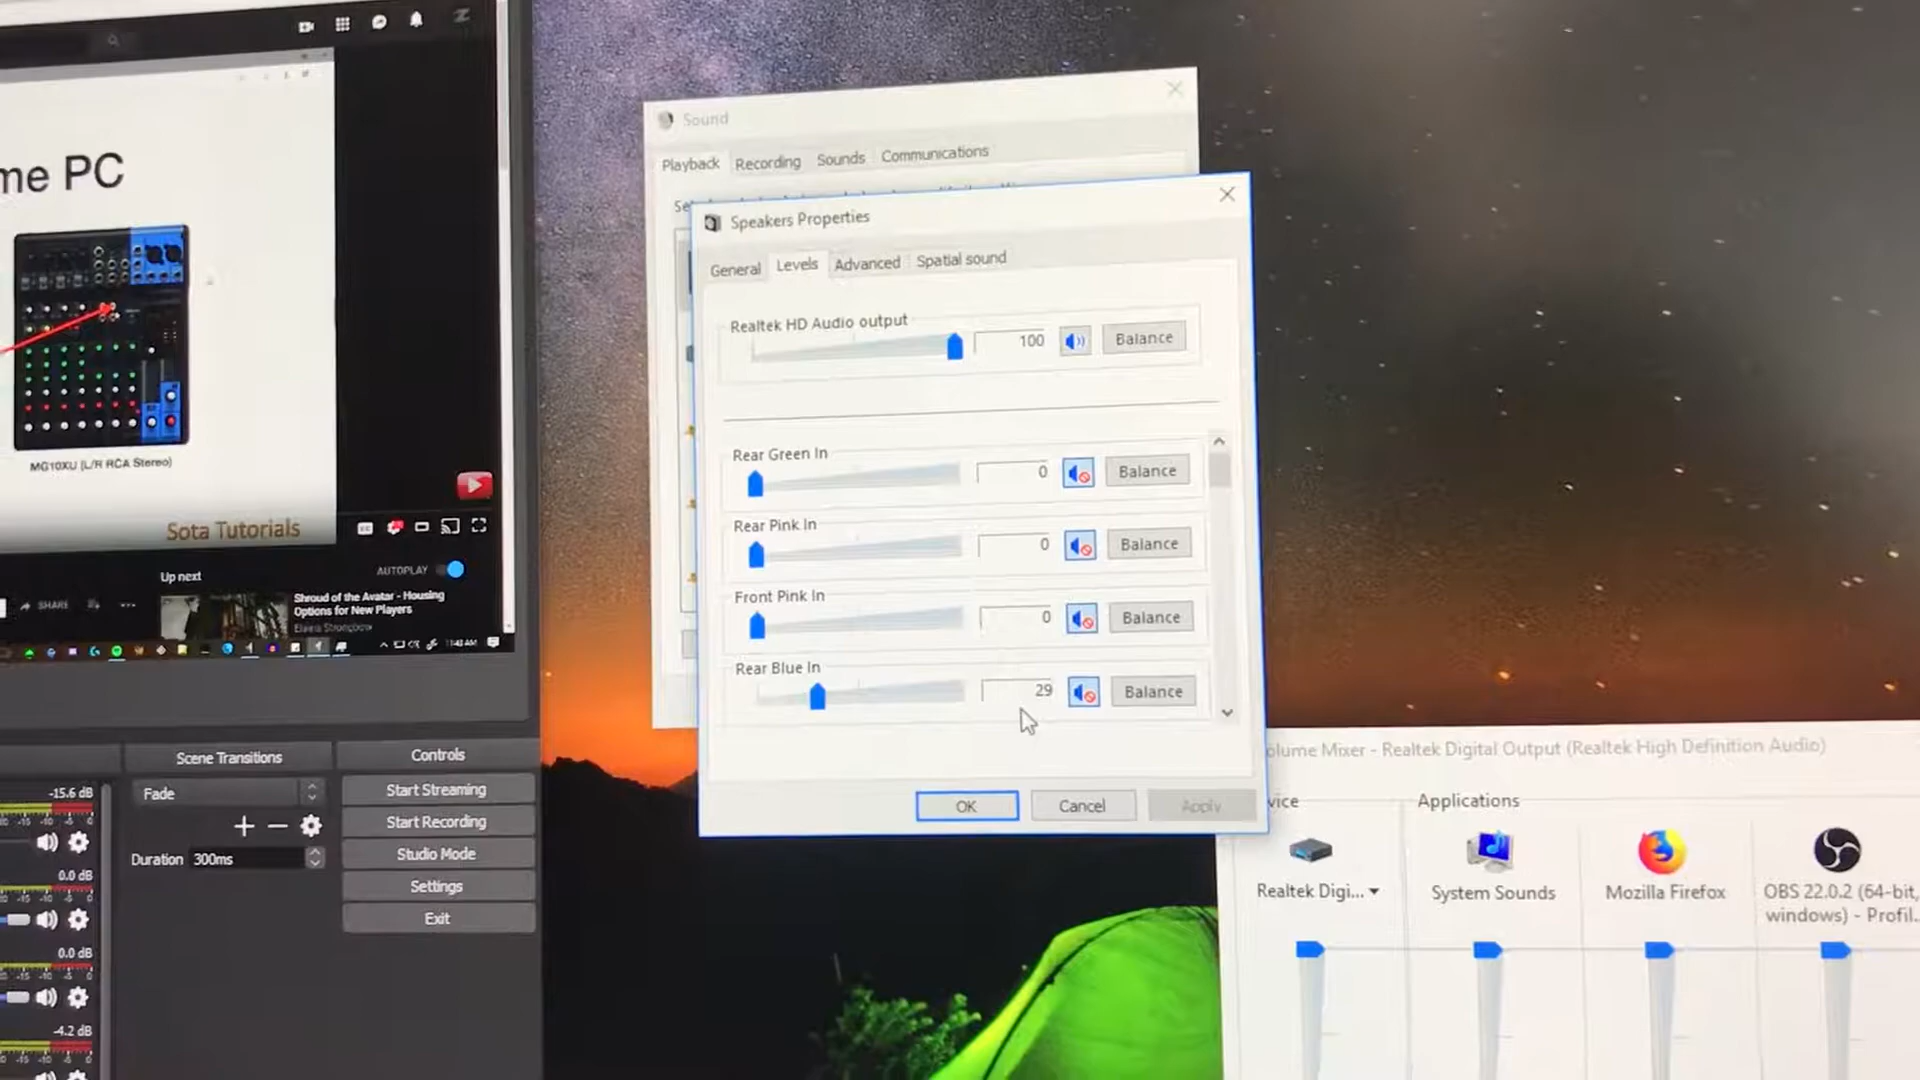 me PC
MG10XU (L/R RCA Stereo)
Sota Tutorials
Up next
AUTOPLAY
SHARE
Shroud of the Avatar - Housing
Options for New Players
11:43 AM
Sound
Playback
Recording
Sounds
Communications
Speakers Properties
General
Levels
Advanced
Spatial sound
Realtek HD Audio output
100
Balance
Rear Green In
0
Balance
Rear Pink In
0
Balance
Front Pink In
0
Balance
Rear Blue In
29
Balance
OK
Cancel
Apply
Scene Transitions
Fade
Duration 300ms
Controls
Start Streaming
Start Recording
Studio Mode
Settings
Exit
-15.6 dB
0.0 dB
0.0 dB
-4.2 dB
olume Mixer - Realtek Digital Output (Realtek High Definition Audio)
vice
Applications
Realtek Digi...
System Sounds
Mozilla Firefox
OBS 22.0.2 (64-bit,
windows) - Profil...